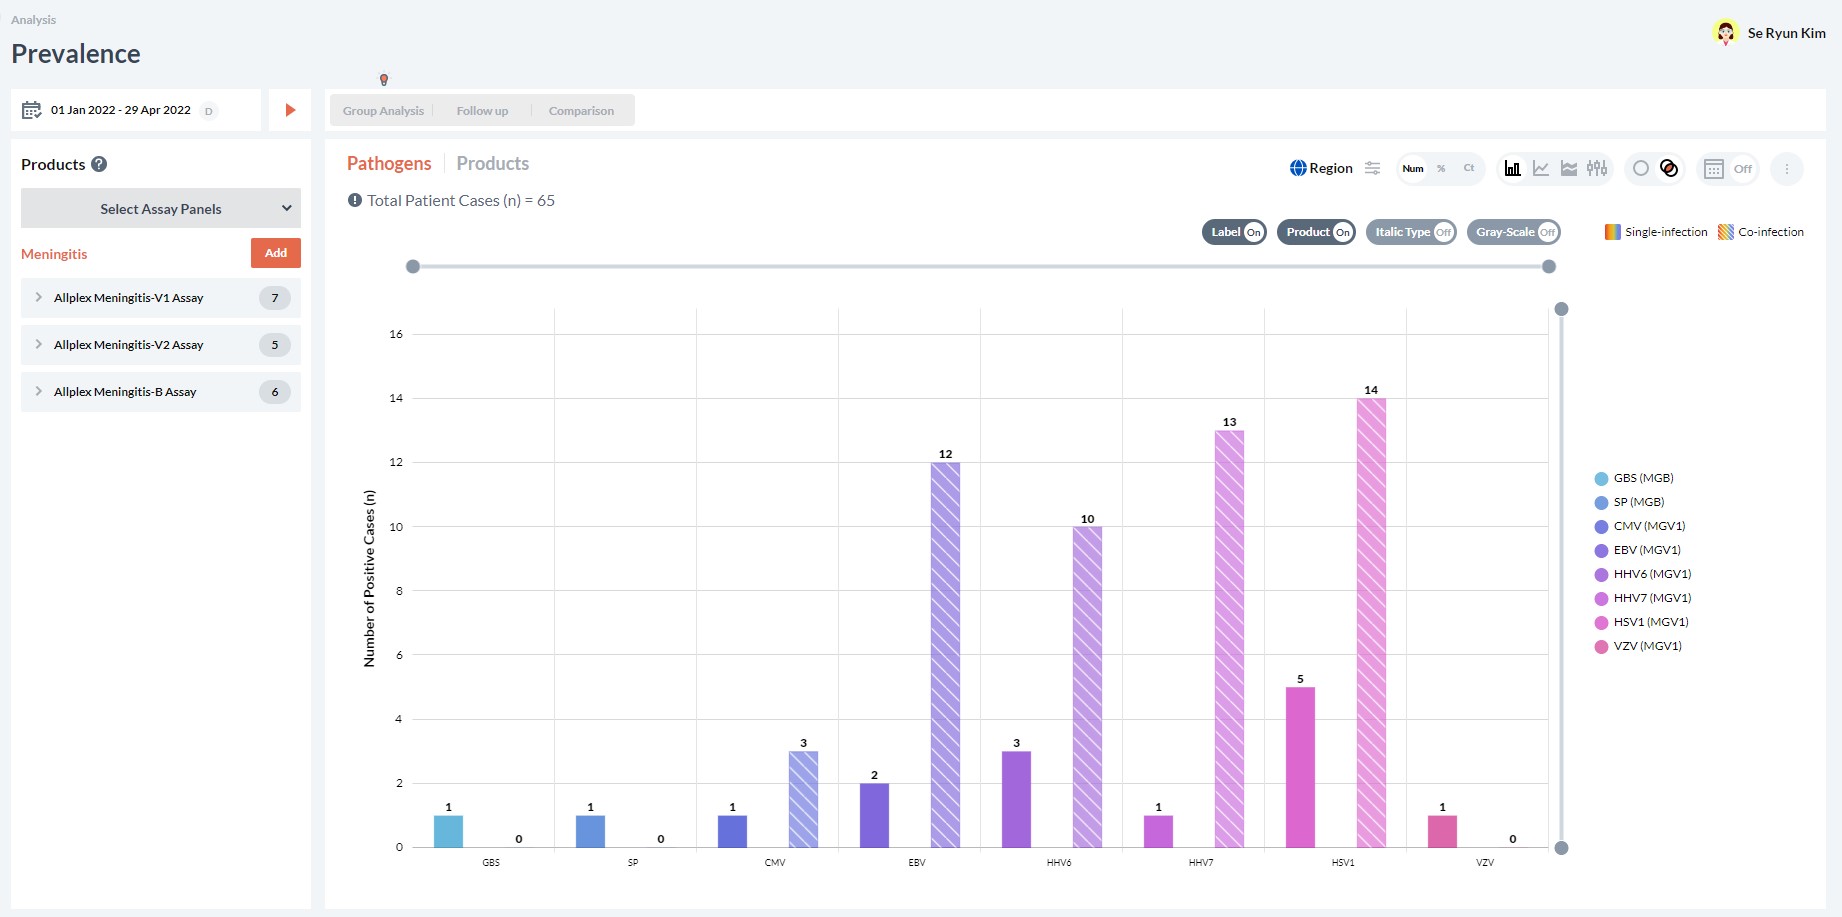 Analysis
Prevalence
Se Ryun Kim
01 Jan 2022 - 29 Apr 2022 D
Group Analysis Follow up Comparison
Products ?
Select Assay Panels
Meningitis Add
Allplex Meningitis-V1 Assay 7
Allplex Meningitis-V2 Assay 5
Allplex Meningitis-B Assay 6
Pathogens Products
Region Num % Ct Off
! Total Patient Cases (n) = 65
Label On Product On Italic Type Off Gray-Scale Off
Single-infection Co-infection
Number of Positive Cases (n)
16
14
12
10
8
6
4
2
0
1 0 1 0 1 3 2 12 3 10 1 13 5 14 1 0
GBS SP CMV EBV HHV6 HHV7 HSV1 VZV
GBS (MGB)
SP (MGB)
CMV (MGV1)
EBV (MGV1)
HHV6 (MGV1)
HHV7 (MGV1)
HSV1 (MGV1)
VZV (MGV1)